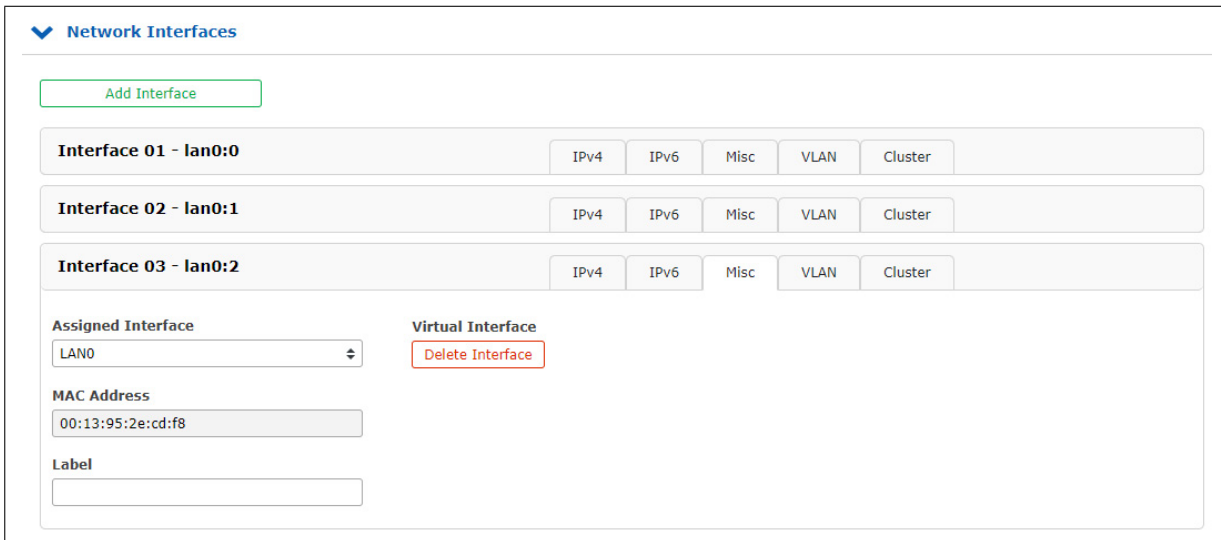 Network Interfaces
Add Interface
Interface 01 - lan0:0 IPv4 IPv6 Misc VLAN Cluster
Interface 02 - lan0:1 IPv4 IPv6 Misc VLAN Cluster
Interface 03 - lan0:2 IPv4 IPv6 Misc VLAN Cluster
Assigned Interface Virtual Interface
LAN0 Delete Interface
MAC Address
00:13:95:2e:cd:f8
Label